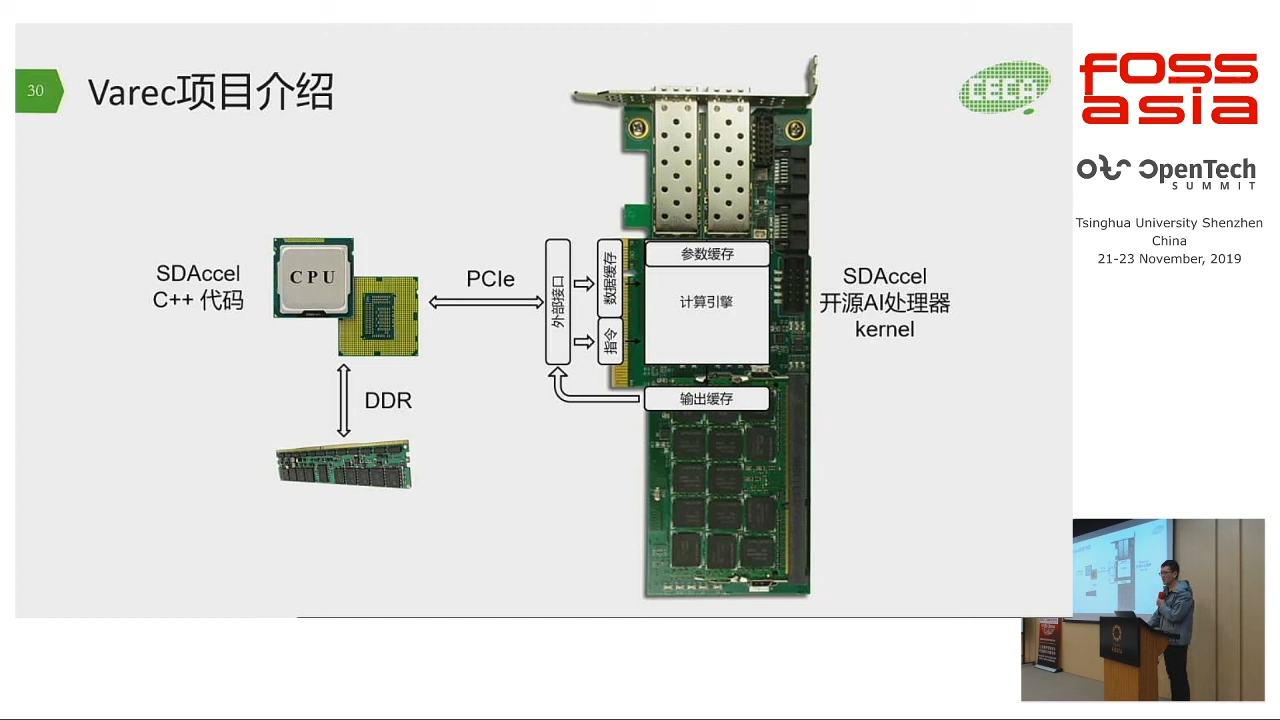 30
Varec项目介绍
SDAccel
C++ 代码
CPU
PCIe
DDR
外部接口
数据缓存
指令
参数缓存
计算引擎
输出缓存
SDAccel
开源AI处理器
kernel
FOSS
asia
OpenTech
SUMMIT
Tsinghua University Shenzhen
China
21-23 November, 2019